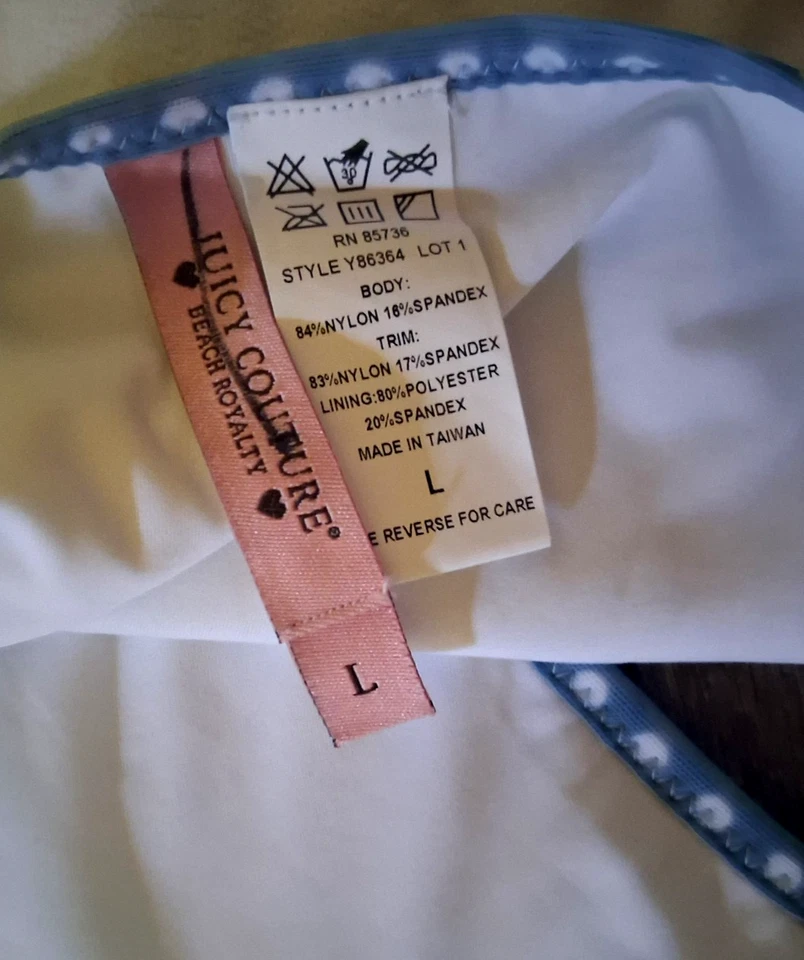 JUICY COUTURE®
BEACH ROYALTY
L
30
RN 85736
STYLE Y86364 LOT 1
BODY:
84%NYLON 16%SPANDEX
TRIM:
83%NYLON 17%SPANDEX
LINING:80%POLYESTER
20%SPANDEX
MADE IN TAIWAN
L
E REVERSE FOR CARE